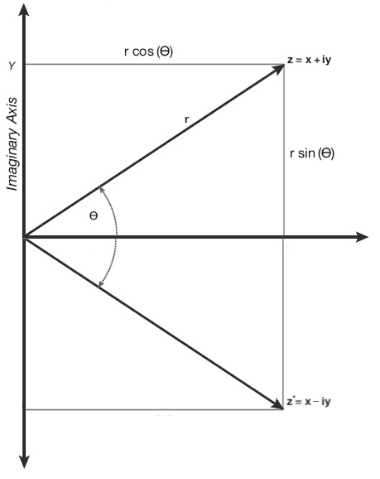 r cos (Θ)
Y
z = x + iy
r
Imaginary Axis
r sin (Θ)
Θ
z* = x – iy